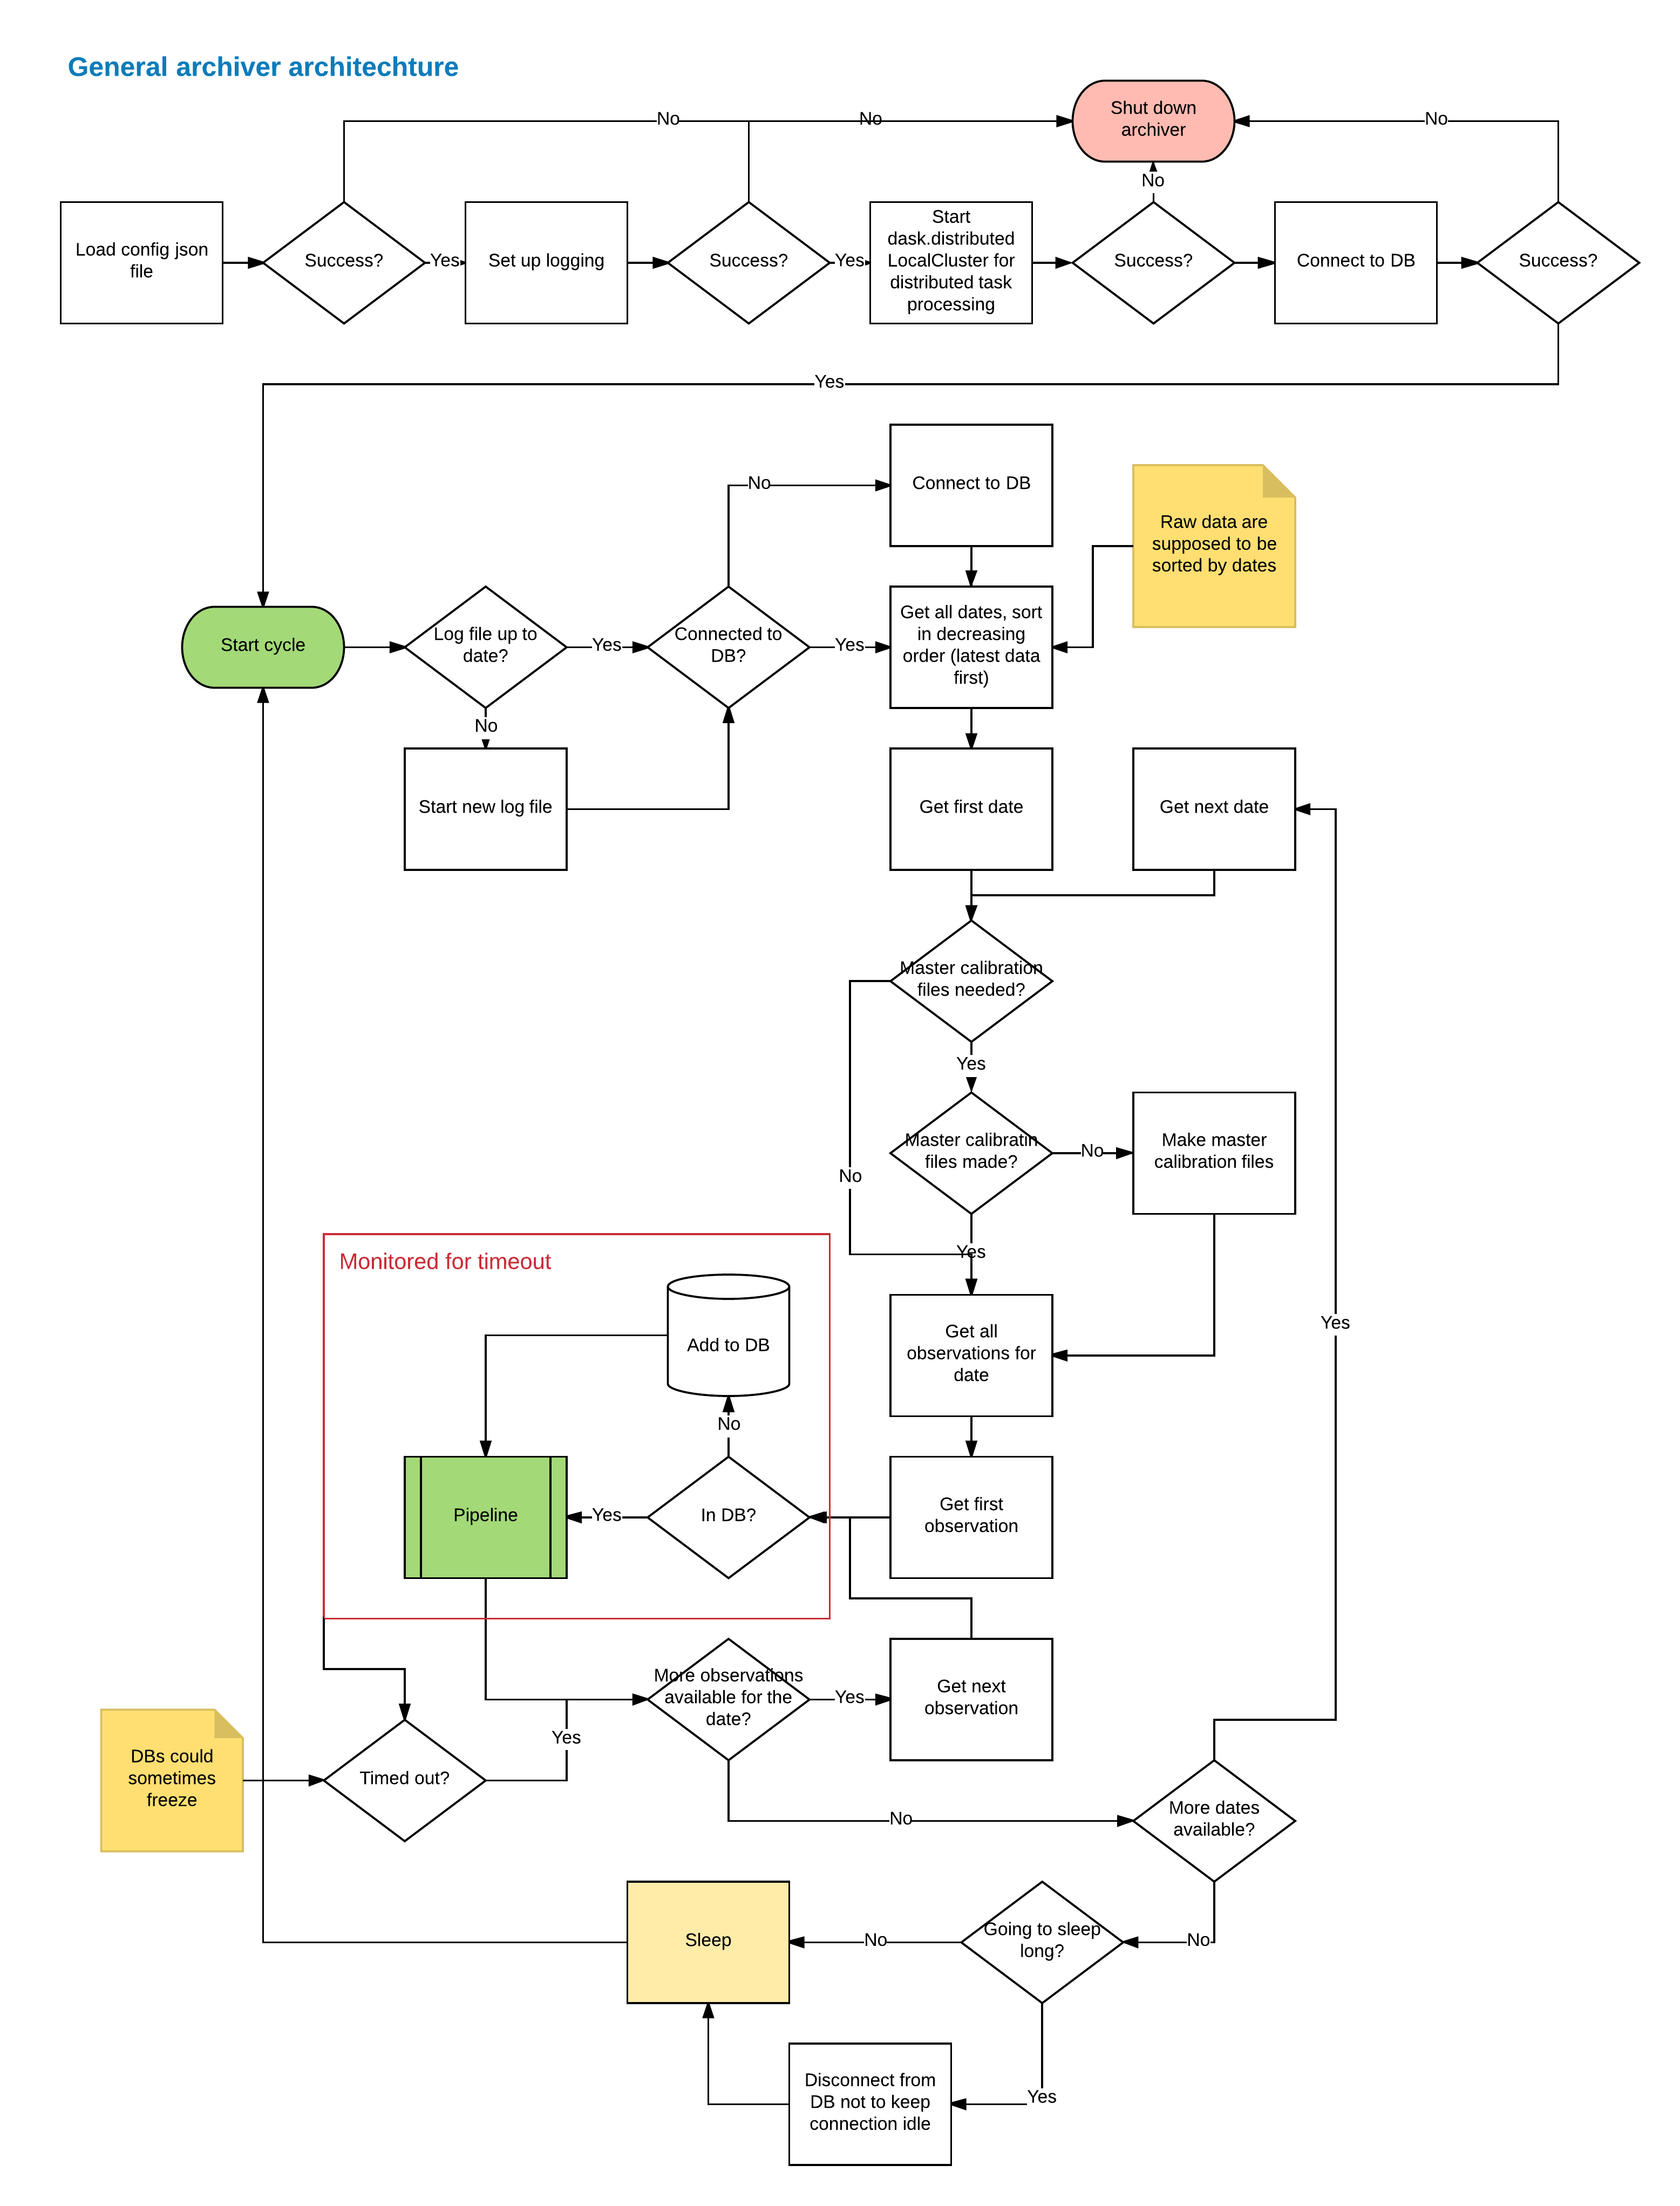 General archiver architechture
Shut down
archiver
No
No
No
No
Load config json
file
Success?
Yes
Set up logging
Success?
Yes
Start
dask.distributed
LocalCluster for
distributed task
processing
Success?
Connect to DB
Success?
Yes
Connect to DB
No
Raw data are
supposed to be
sorted by dates
Start cycle
Log file up to
date?
Yes
Connected to
DB?
Yes
Get all dates, sort
in decreasing
order (latest data
first)
No
Start new log file
Get first date
Get next date
Master calibration
files needed?
Yes
Master calibratin
files made?
No
Make master
calibration files
No
Yes
Monitored for timeout
Add to DB
Get all
observations for
date
Yes
No
Pipeline
Yes
In DB?
Get first
observation
More observations
available for the
date?
Yes
Get next
observation
Yes
DBs could
sometimes
freeze
Timed out?
No
More dates
available?
Sleep
No
Going to sleep
long?
No
Disconnect from
DB not to keep
connection idle
Yes